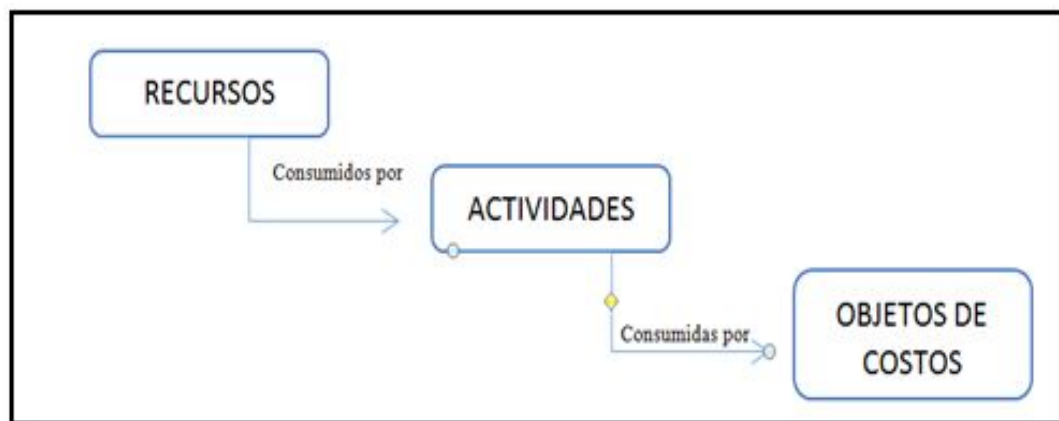 RECURSOS
Consumidos por
ACTIVIDADES
Consumidas por
OBJETOS DE
COSTOS